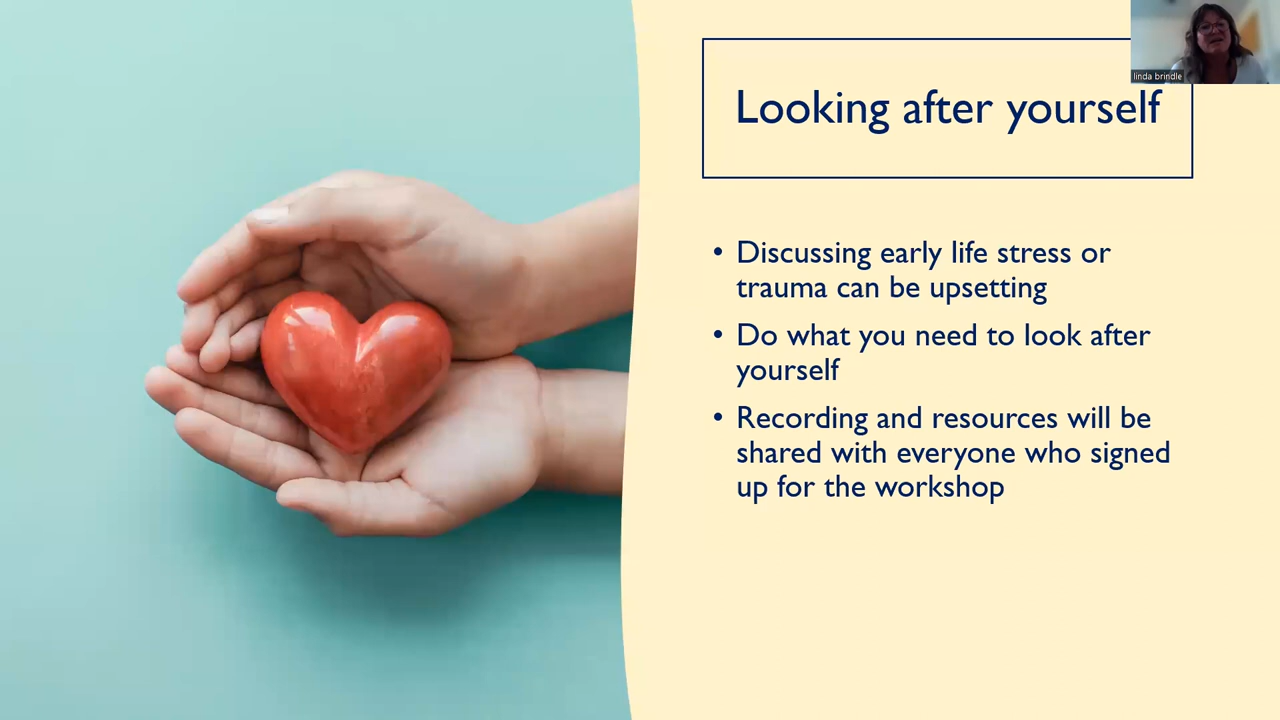 linda brindle
Looking after yourself
• Discussing early life stress or
trauma can be upsetting
• Do what you need to look after
yourself
• Recording and resources will be
shared with everyone who signed
up for the workshop